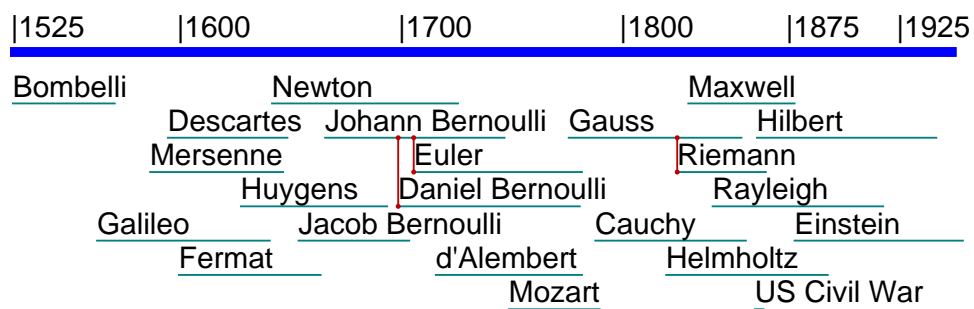 |1525 |1600 |1700 |1800 |1875 |1925
Bombelli Newton Maxwell
Descartes Johann Bernoulli Gauss Hilbert
Mersenne Euler Riemann
Huygens Daniel Bernoulli Rayleigh
Galileo Jacob Bernoulli Cauchy Einstein
Fermat d'Alembert Helmholtz
Mozart US Civil War